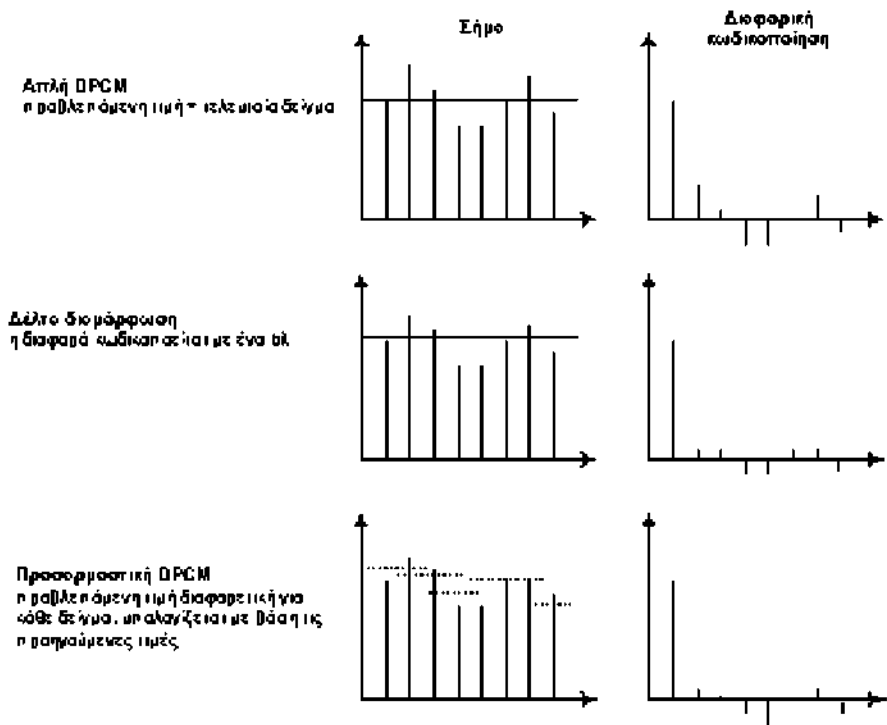 Σήμα
Διαφορική
κωδικοποίηση
Απλή DPCM
προβλεπόμενη τιμή = τελευταίο δείγμα
Δέλτα διαμόρφωση
η διαφορά κωδικοποιείται με ένα bit
Προσαρμοστική DPCM
προβλεπόμενη τιμή διαφορετική για
κάθε δείγμα, υπολογίζεται με βάση τις
προηγούμενες τιμές